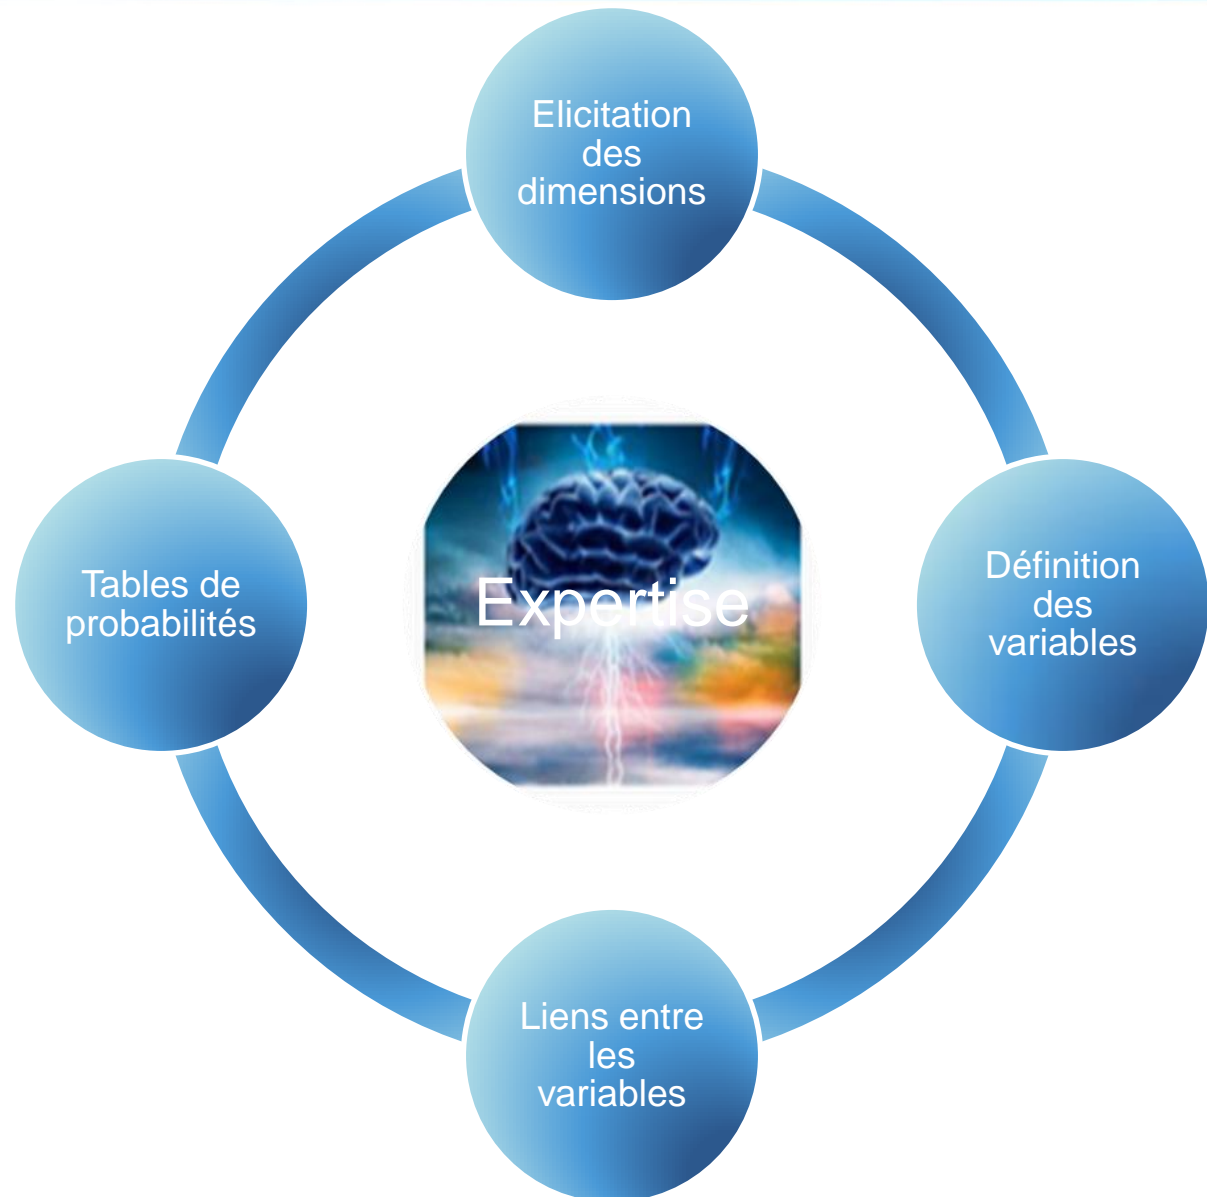 Elicitation
des
dimensions
Définition
des
variables
Liens entre
les
variables
Tables de
probabilités
Expertise